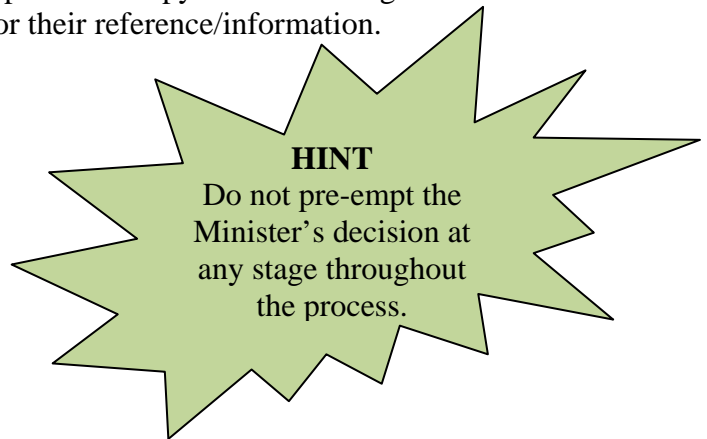 or their reference/information.
HINT
Do not pre-empt the
Minister’s decision at
any stage throughout
the process.